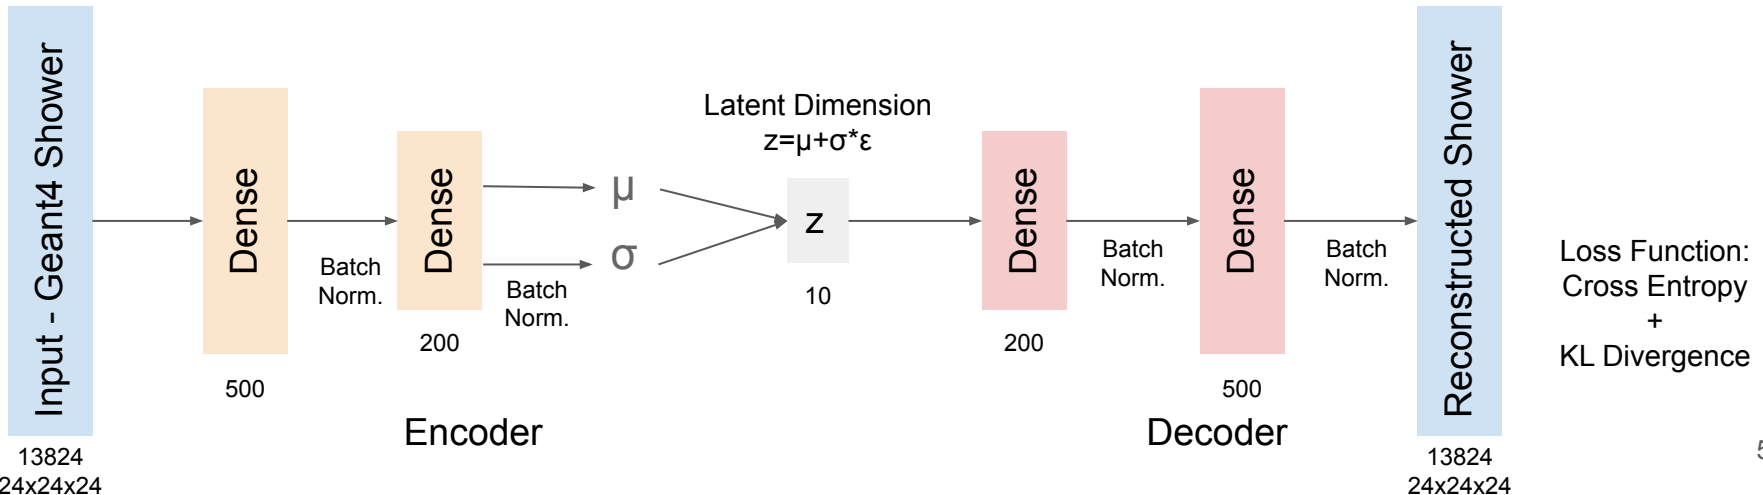 Input - Geant4 Shower
13824
24x24x24
Dense
500
Batch
Norm.
Dense
200
Encoder
Batch
Norm.
μ
σ
Latent Dimension
z=μ+σ*ε
z
10
Dense
200
Batch
Norm.
Dense
500
Decoder
Batch
Norm.
Reconstructed Shower
13824
24x24x24
Loss Function:
Cross Entropy
+
KL Divergence
5